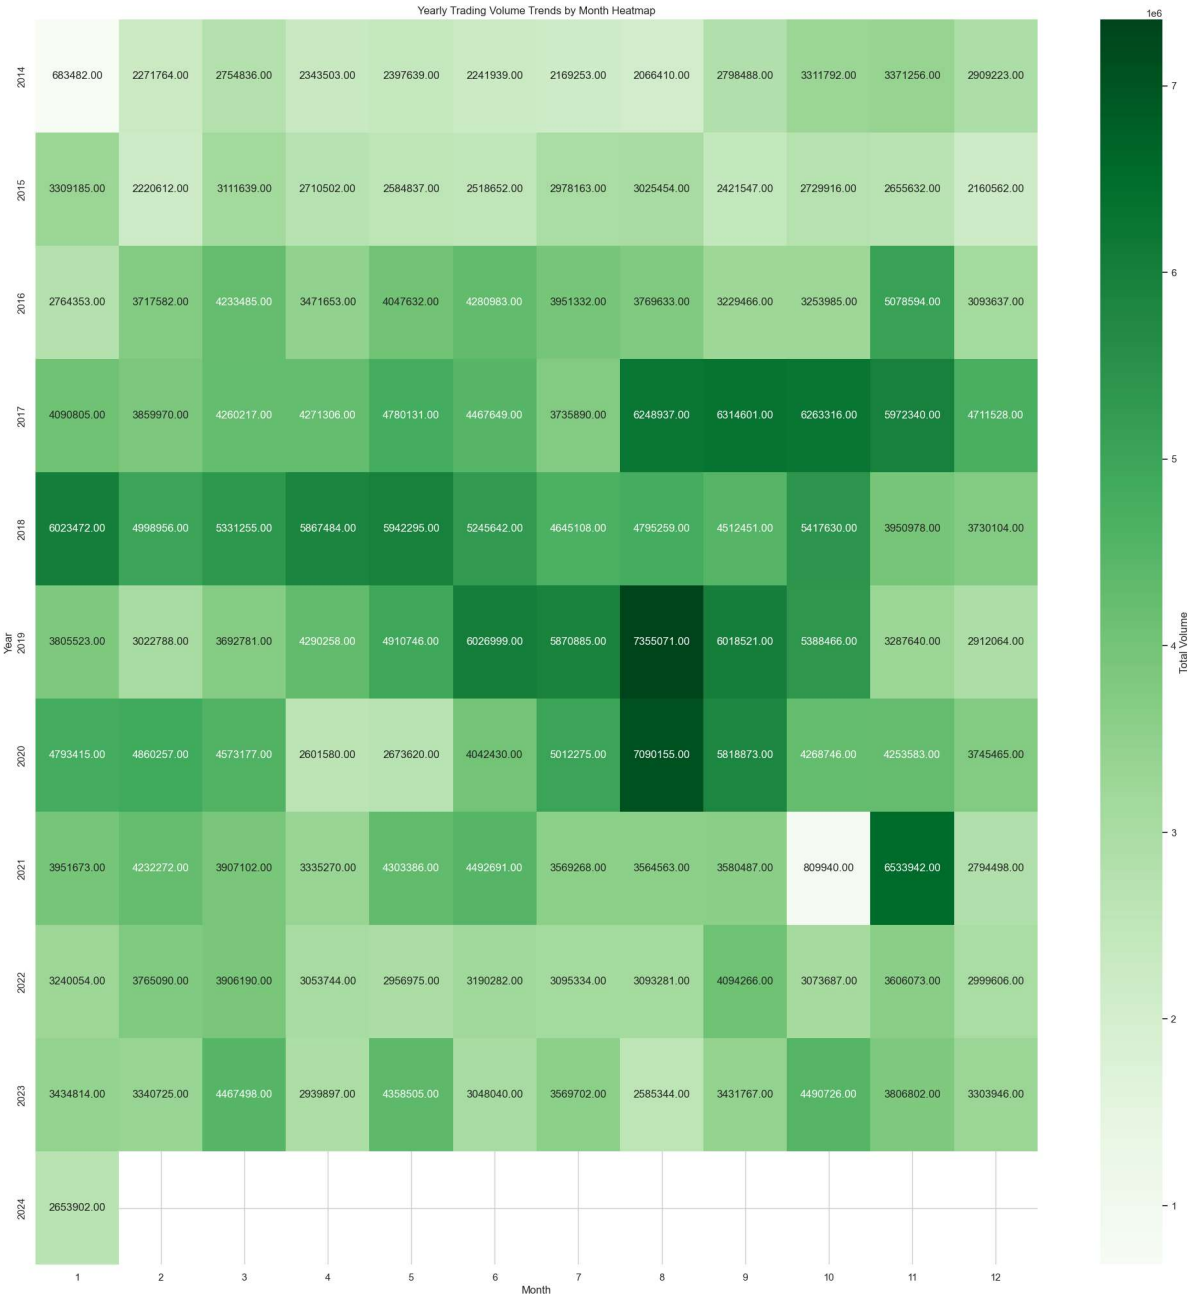 Yearly Trading Volume Trends by Month Heatmap
1e6
2014 683482.00 2271764.00 2754836.00 2343503.00 2397639.00 2241939.00 2169253.00 2066410.00 2798488.00 3311792.00 3371256.00 2909223.00
7
2015 3309185.00 2220612.00 3111639.00 2710502.00 2584837.00 2518652.00 2978163.00 3025454.00 2421547.00 2729916.00 2655632.00 2160562.00
6
2016 2764353.00 3717582.00 4233485.00 3471653.00 4047632.00 4280983.00 3951332.00 3769633.00 3229466.00 3253985.00 5078594.00 3093637.00
2017 4090805.00 3859970.00 4260217.00 4271306.00 4780131.00 4467649.00 3735890.00 6248937.00 6314601.00 6263316.00 5972340.00 4711528.00
5
2018 6023472.00 4998956.00 5331255.00 5867484.00 5942295.00 5245642.00 4645108.00 4795259.00 4512451.00 5417630.00 3950978.00 3730104.00
2019 3805523.00 3022788.00 3692781.00 4290258.00 4910746.00 6026999.00 5870885.00 7355071.00 6018521.00 5388466.00 3287640.00 2912064.00
Year
4
Total Volume
2020 4793415.00 4860257.00 4573177.00 2601580.00 2673620.00 4042430.00 5012275.00 7090155.00 5818873.00 4268746.00 4253583.00 3745465.00
3
2021 3951673.00 4232272.00 3907102.00 3335270.00 4303386.00 4492691.00 3569268.00 3564563.00 3580487.00 809940.00 6533942.00 2794498.00
2022 3240054.00 3765090.00 3906190.00 3053744.00 2956975.00 3190282.00 3095334.00 3093281.00 4094266.00 3073687.00 3606073.00 2999606.00
2
2023 3434814.00 3340725.00 4467498.00 2939897.00 4358505.00 3048040.00 3569702.00 2585344.00 3431767.00 4490726.00 3806802.00 3303946.00
2024 2653902.00
1
1 2 3 4 5 6 7 8 9 10 11 12
Month